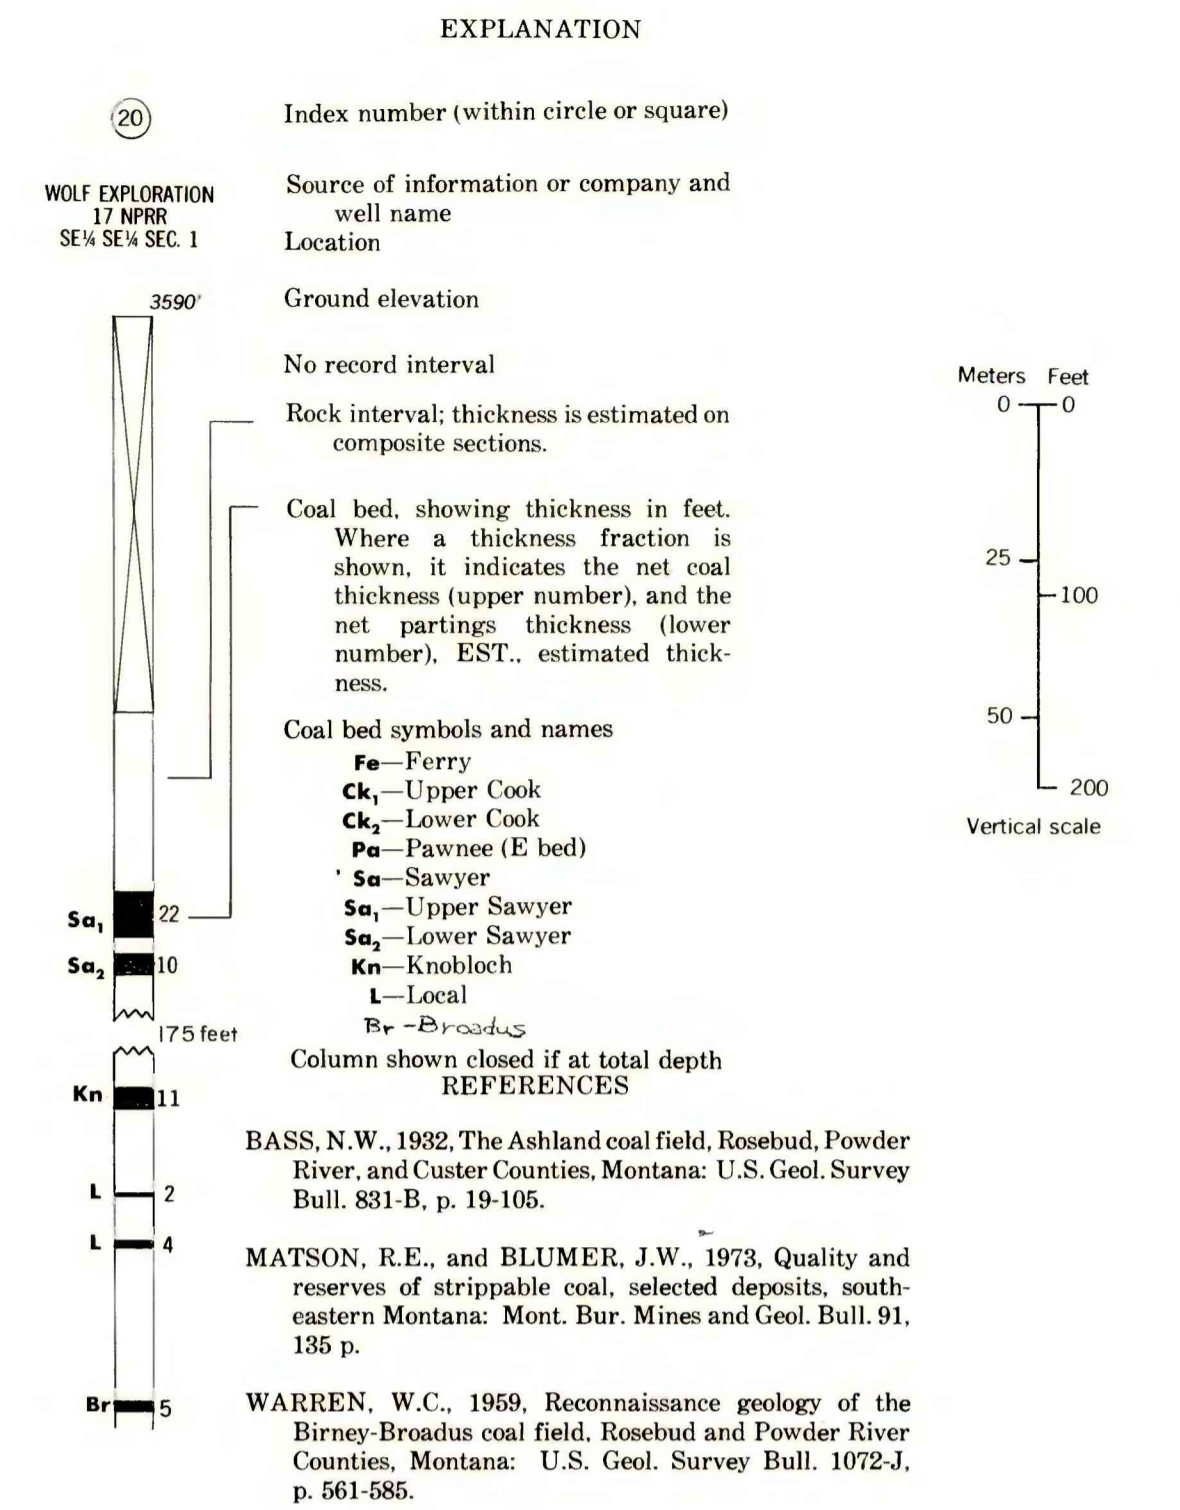 EXPLANATION
20
Index number (within circle or square)
WOLF EXPLORATION
17 NPRR
SE¼ SE¼ SEC. 1
Source of information or company and
well name
Location
3590'
Ground elevation
No record interval
Rock interval; thickness is estimated on
composite sections.
Coal bed, showing thickness in feet.
Where a thickness fraction is
shown, it indicates the net coal
thickness (upper number), and the
net partings thickness (lower
number), EST., estimated thick-
ness.
Coal bed symbols and names
Fe—Ferry
Ck₁—Upper Cook
Ck₂—Lower Cook
Pa—Pawnee (E bed)
Sa—Sawyer
Sa₁—Upper Sawyer
Sa₂—Lower Sawyer
Kn—Knobloch
L—Local
Br-Broadus
Column shown closed if at total depth
Sa₁ 22
Sa₂ 10
175 feet
Kn 11
L 2
L 4
Br 5
Meters Feet
0 0
25
100
50
200
Vertical scale
REFERENCES
BASS, N.W., 1932, The Ashland coal field, Rosebud, Powder
River, and Custer Counties, Montana: U.S. Geol. Survey
Bull. 831-B, p. 19-105.
MATSON, R.E., and BLUMER, J.W., 1973, Quality and
reserves of strippable coal, selected deposits, south-
eastern Montana: Mont. Bur. Mines and Geol. Bull. 91,
135 p.
WARREN, W.C., 1959, Reconnaissance geology of the
Birney-Broadus coal field, Rosebud and Powder River
Counties, Montana: U.S. Geol. Survey Bull. 1072-J,
p. 561-585.